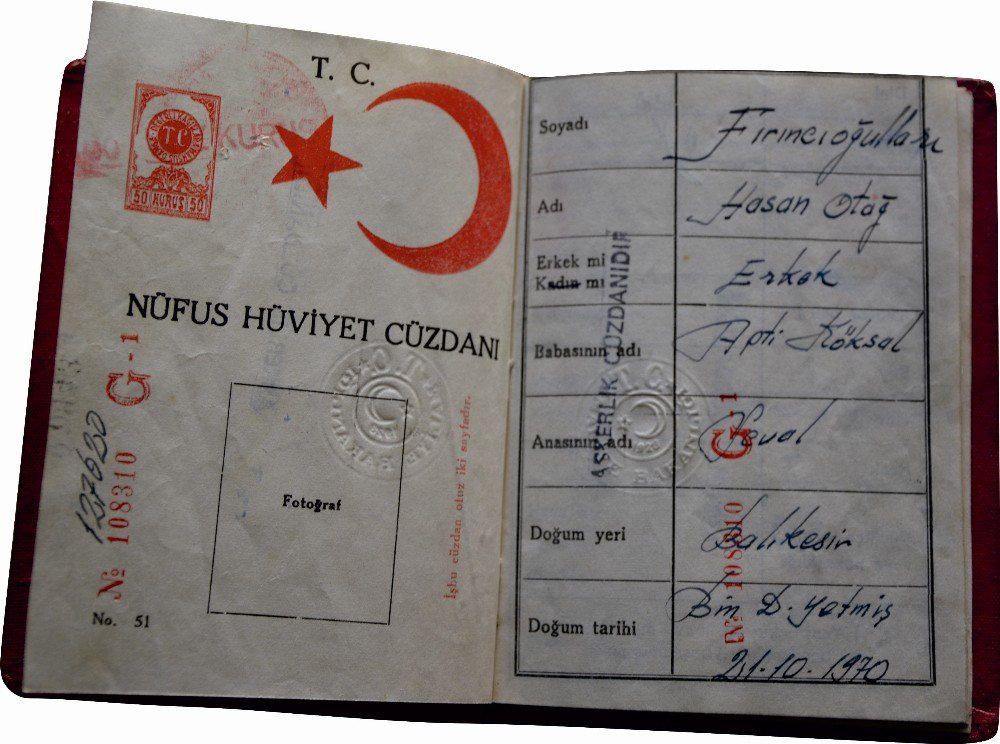 T. C.
T C
50 KURUŞ 50
NÜFUS HÜVİYET CÜZDANI
Fotoğraf
İşbu cüzdan otuz iki sayfadır.
G - 1
№ 108310
127630
No. 51
Soyadı Fırıncıoğulları
Adı Hasan Otağ
Erkek mi
Kadın mı Erkek
Babasının adı Apti Köksal
Anasının adı
Doğum yeri Balıkesir
Doğum tarihi Bin D. Yetmiş
21-10-1970
ASKERLİK CÜZDANIDIR
G - 1
№ 108310